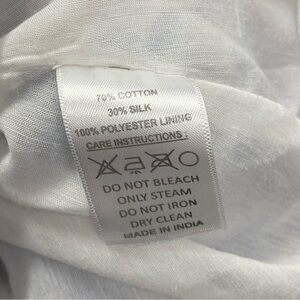 70% COTTON
30% SILK
100% POLYESTER LINING
CARE INSTRUCTIONS :
DO NOT BLEACH
ONLY STEAM
DO NOT IRON
DRY CLEAN
MADE IN INDIA